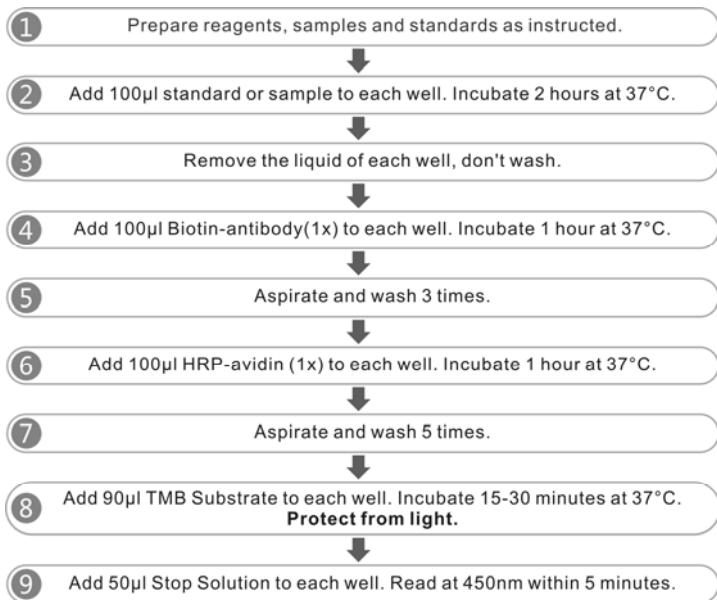 1 Prepare reagents, samples and standards as instructed.
2 Add 100µl standard or sample to each well. Incubate 2 hours at 37°C.
3 Remove the liquid of each well, don't wash.
4 Add 100µl Biotin-antibody(1x) to each well. Incubate 1 hour at 37°C.
5 Aspirate and wash 3 times.
6 Add 100µl HRP-avidin (1x) to each well. Incubate 1 hour at 37°C.
7 Aspirate and wash 5 times.
8 Add 90µl TMB Substrate to each well. Incubate 15-30 minutes at 37°C.
Protect from light.
9 Add 50µl Stop Solution to each well. Read at 450nm within 5 minutes.